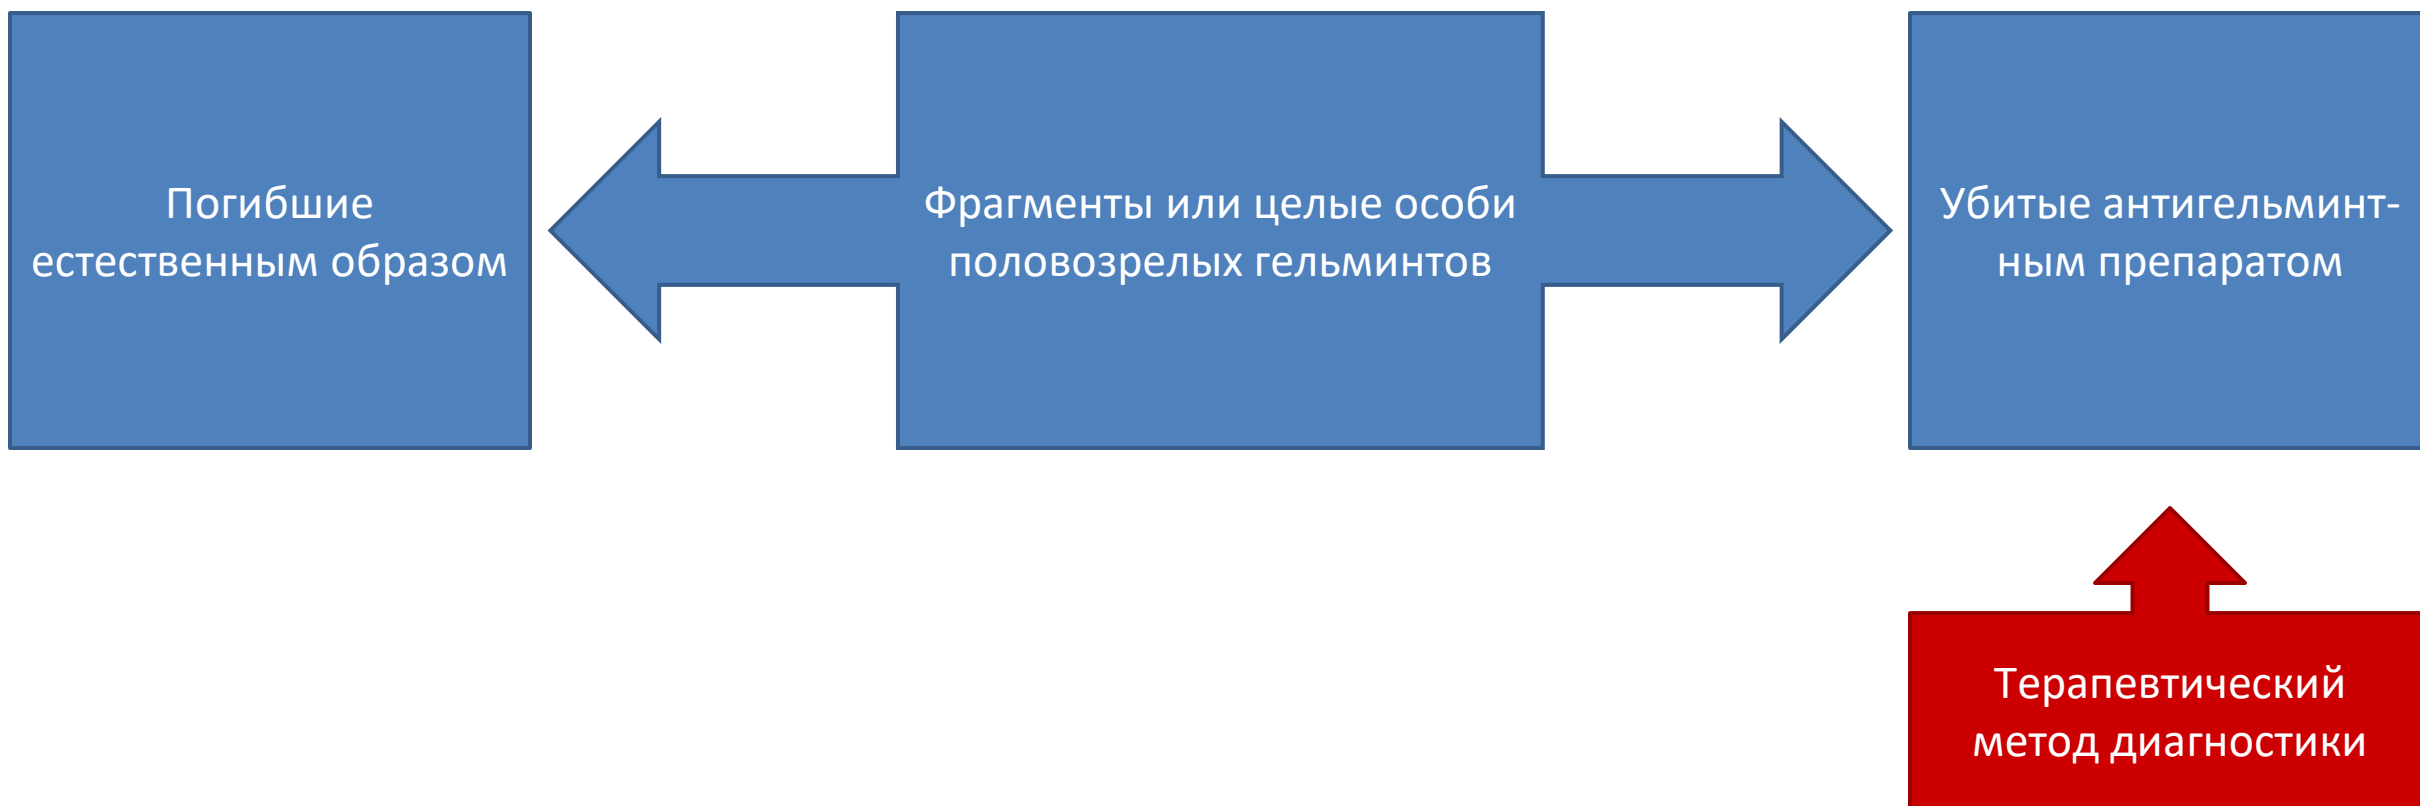 Погибшие
естественным образом
Фрагменты или целые особи
половозрелых гельминтов
Убитые антигельминт-
ным препаратом
Терапевтический
метод диагностики